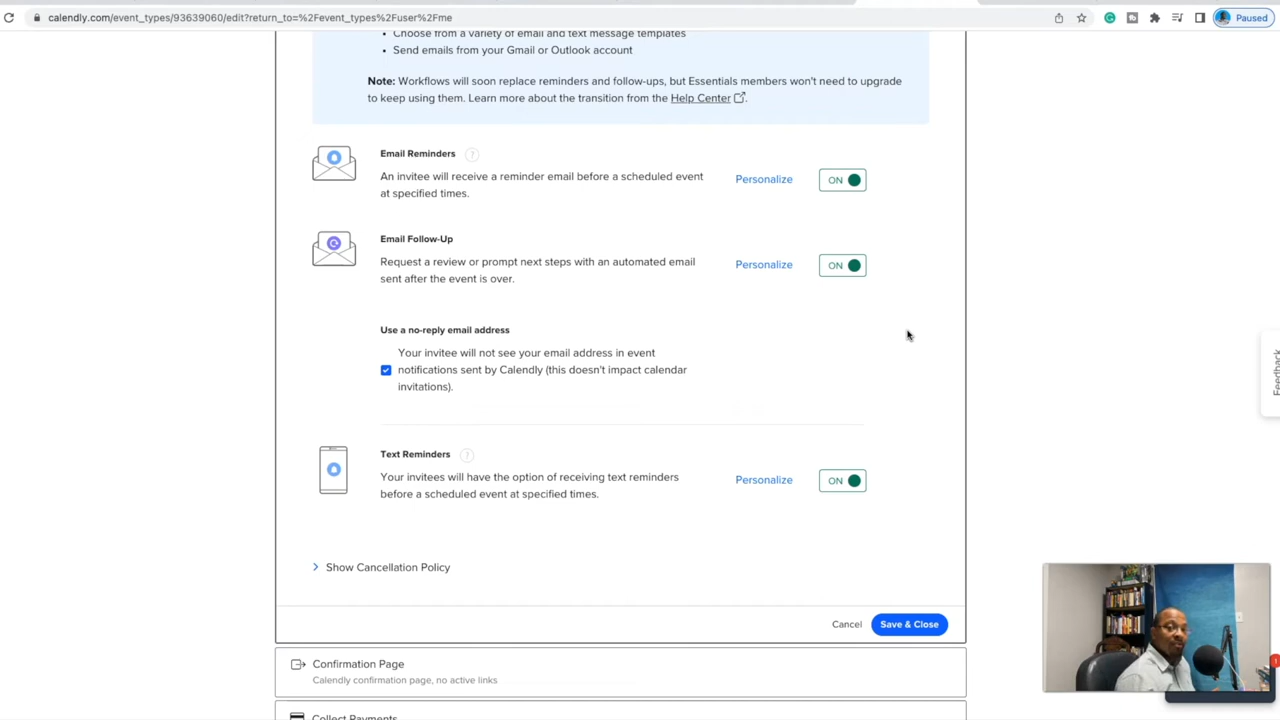 calendly.com/event_types/93639060/edit?return_to=%2Fevent_types%2Fuser%2Fme
Paused
• Choose from a variety of email and text message templates
• Send emails from your Gmail or Outlook account
Note: Workflows will soon replace reminders and follow-ups, but Essentials members won't need to upgrade
to keep using them. Learn more about the transition from the Help Center.
Email Reminders ?
An invitee will receive a reminder email before a scheduled event
at specified times.
Personalize
ON
Email Follow-Up
Request a review or prompt next steps with an automated email
sent after the event is over.
Personalize
ON
Use a no-reply email address
Your invitee will not see your email address in event
notifications sent by Calendly (this doesn't impact calendar
invitations).
Feedback
Text Reminders ?
Your invitees will have the option of receiving text reminders
before a scheduled event at specified times.
Personalize
ON
Show Cancellation Policy
Cancel
Save & Close
Confirmation Page
Calendly confirmation page, no active links
Collect Payments